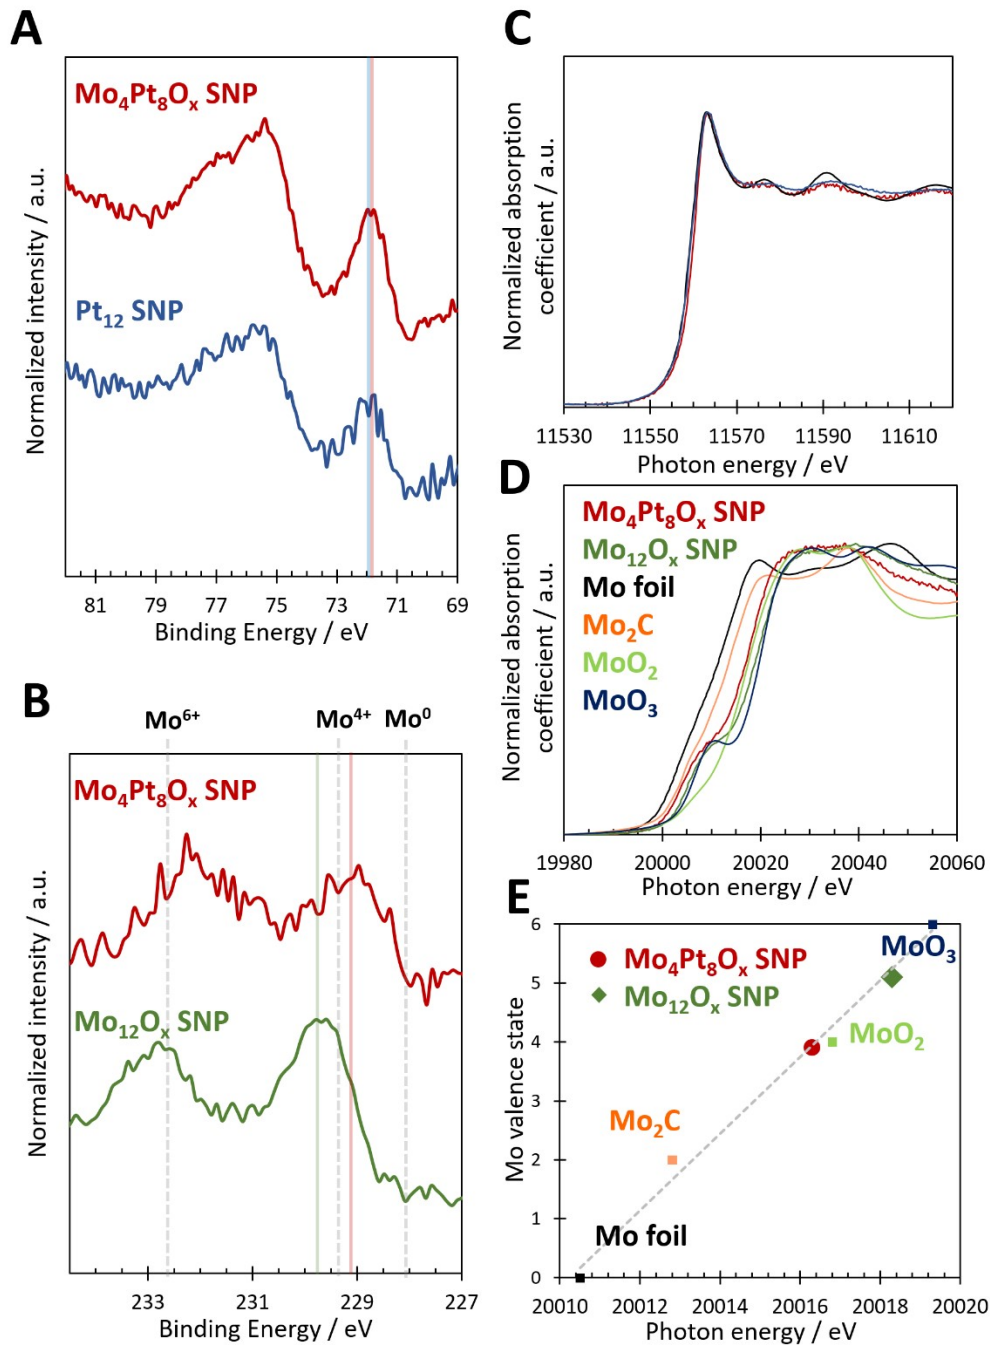 A
Mo4Pt8Ox SNP
Pt12 SNP
Normalized intensity / a.u.
81 79 77 75 73 71 69
Binding Energy / eV
B
Mo6+ Mo4+ Mo0
Mo4Pt8Ox SNP
Mo12Ox SNP
Normalized intensity / a.u.
233 231 229 227
Binding Energy / eV
C
Normalized absorption
coefficient / a.u.
11530 11550 11570 11590 11610
Photon energy / eV
D
Mo4Pt8Ox SNP
Mo12Ox SNP
Mo foil
Mo2C
MoO2
MoO3
Normalized absorption
coeffiecient / a.u.
19980 20000 20020 20040 20060
Photon energy / eV
E
6
5
4
3
2
1
0
Mo valence state
Mo4Pt8Ox SNP
Mo12Ox SNP
MoO3
MoO2
Mo2C
Mo foil
20010 20012 20014 20016 20018 20020
Photon energy / eV